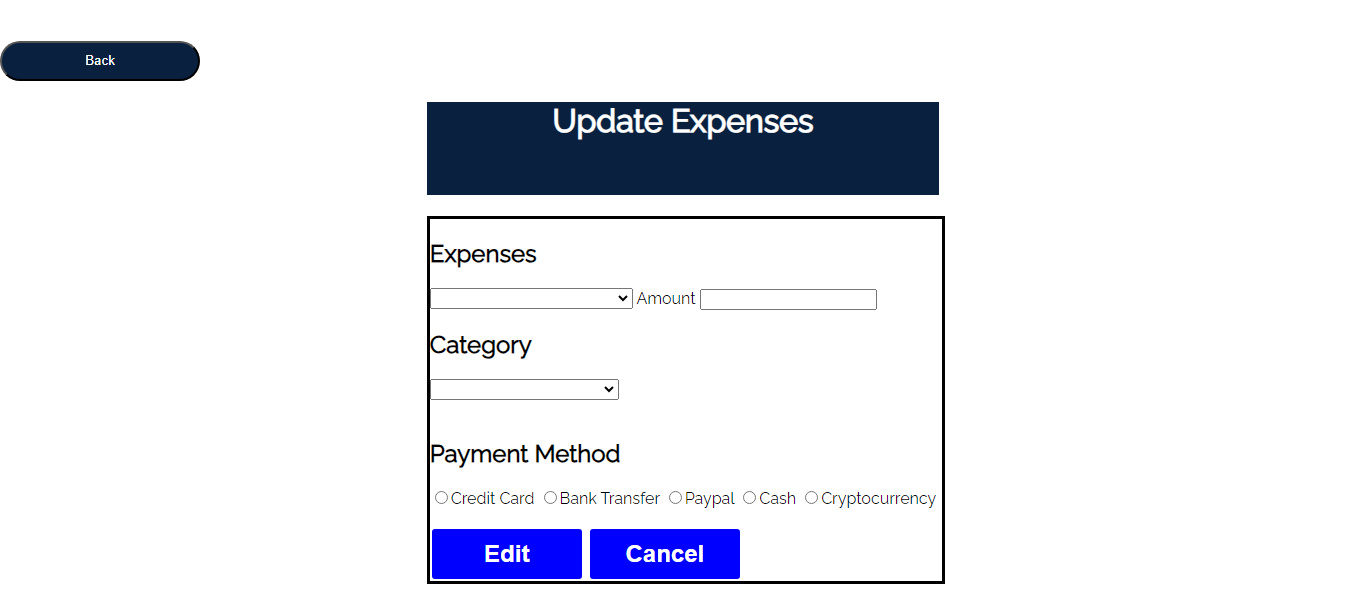 Back
Update Expenses
Expenses
Amount
Category
Payment Method
Credit Card Bank Transfer Paypal Cash Cryptocurrency
Edit Cancel